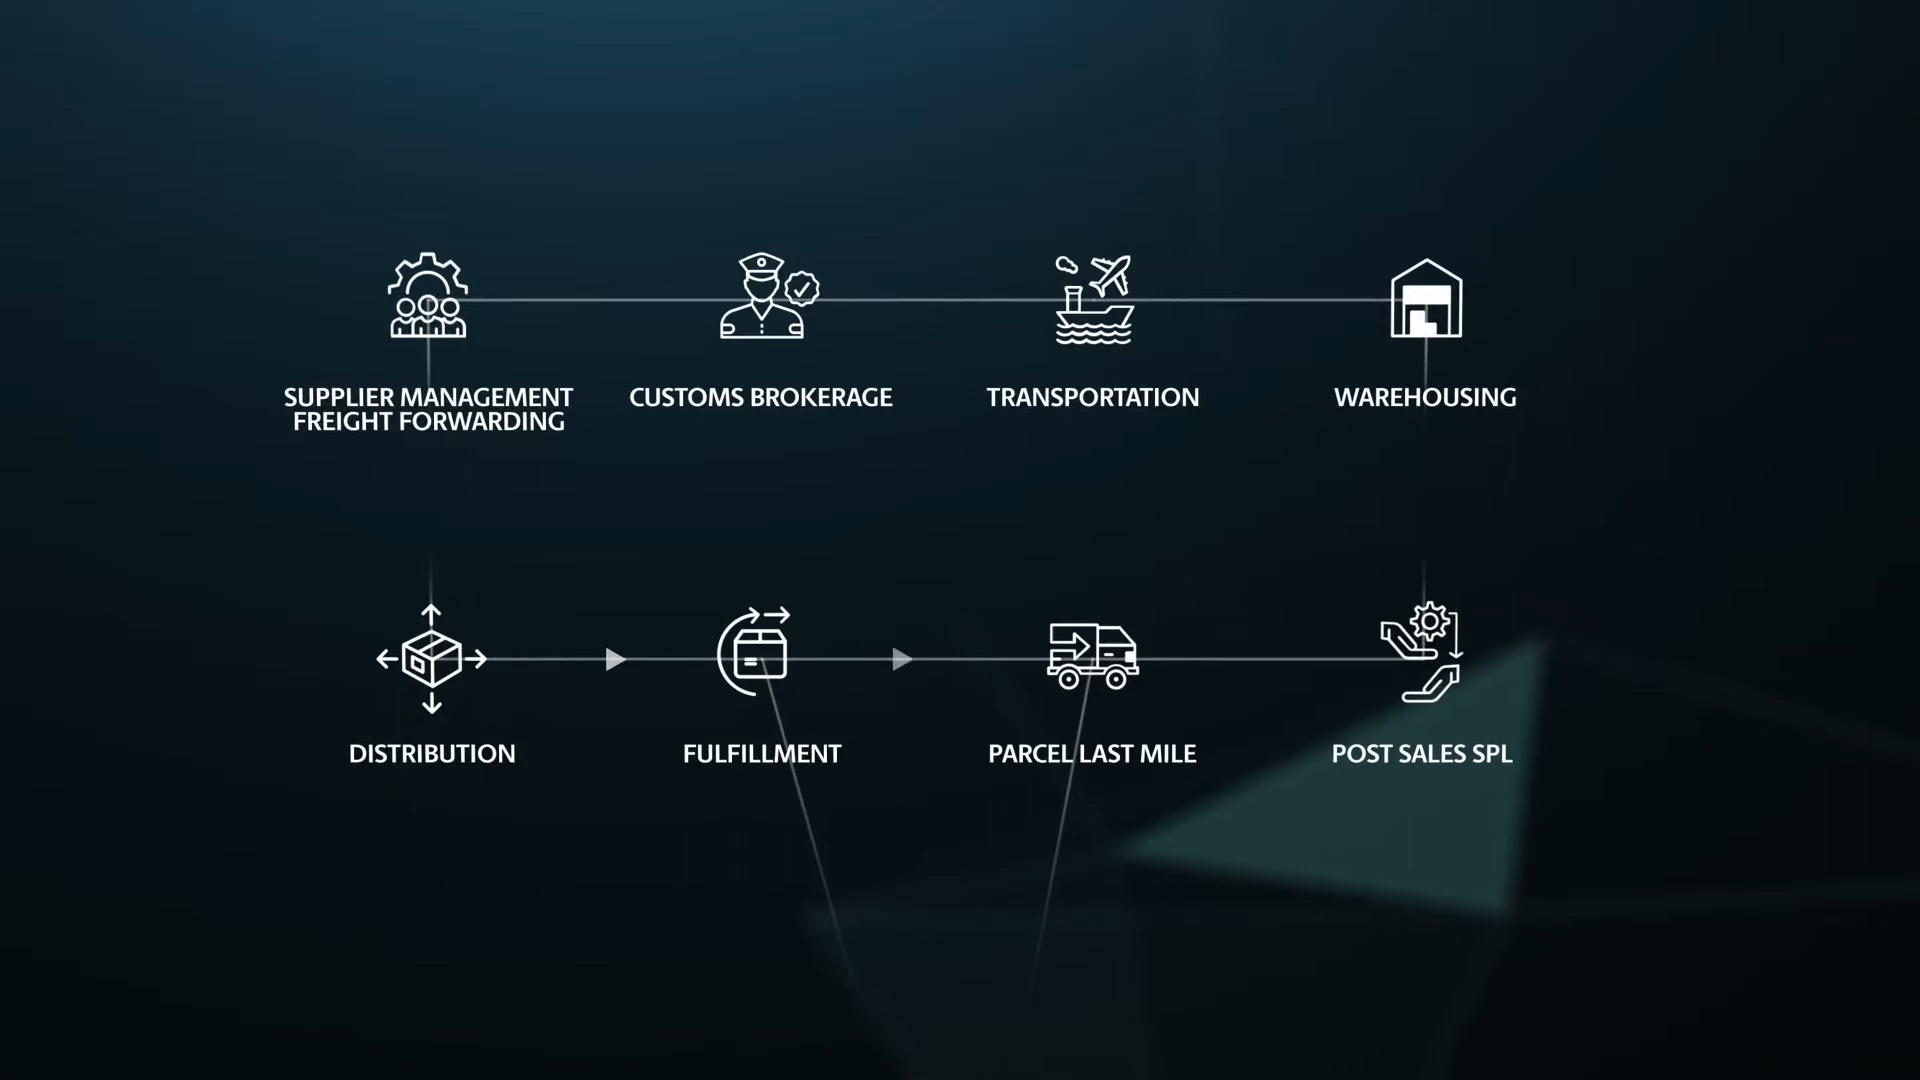 SUPPLIER MANAGEMENT
FREIGHT FORWARDING
CUSTOMS BROKERAGE
TRANSPORTATION
WAREHOUSING
DISTRIBUTION
FULFILLMENT
PARCEL LAST MILE
POST SALES SPL